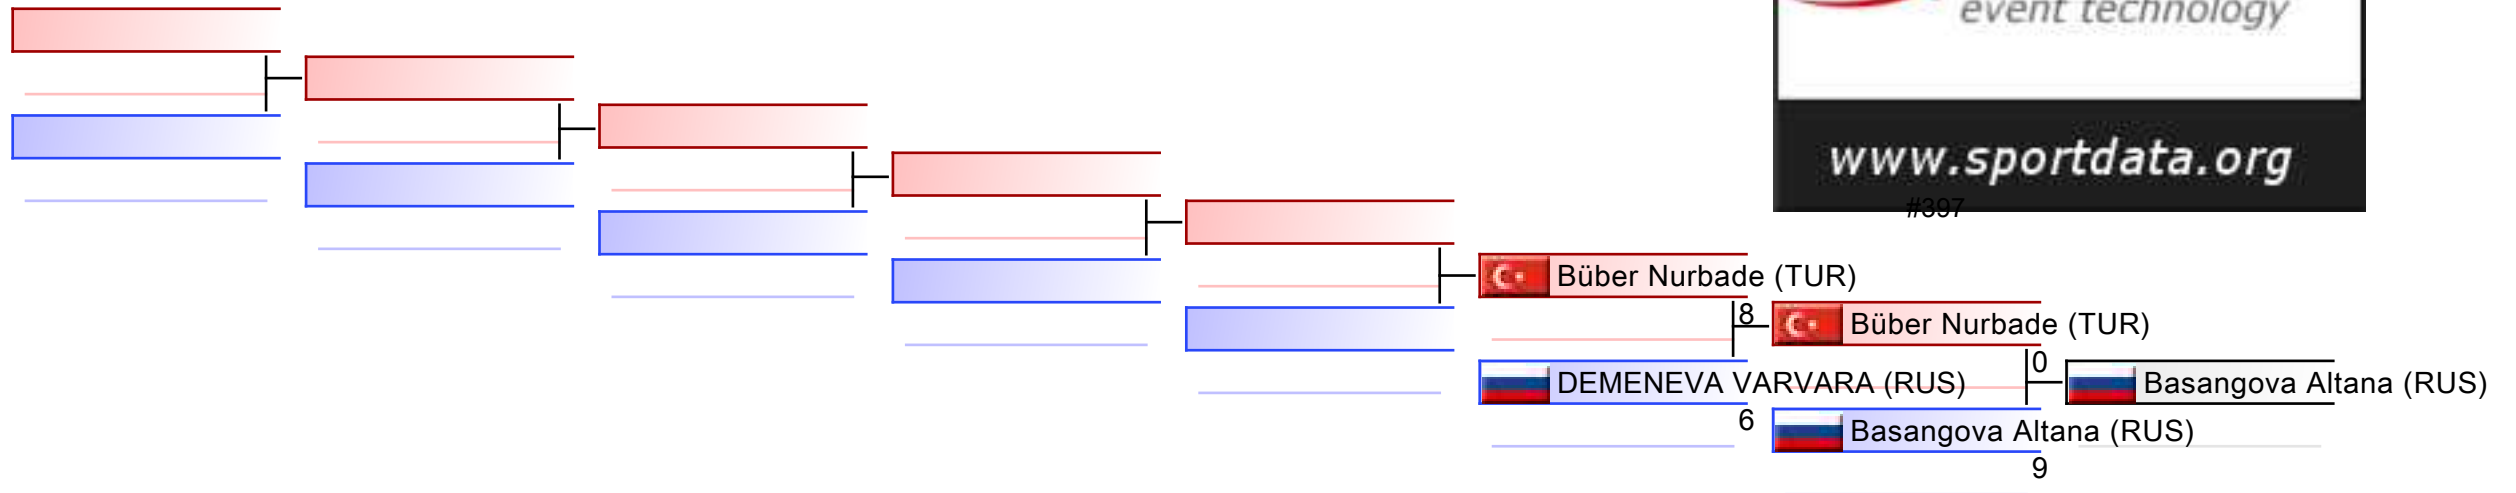 event technology
www.sportdata.org
#397
Büber Nurbade (TUR)
8
Büber Nurbade (TUR)
0
DEMENEVA VARVARA (RUS)
Basangova Altana (RUS)
6
Basangova Altana (RUS)
9